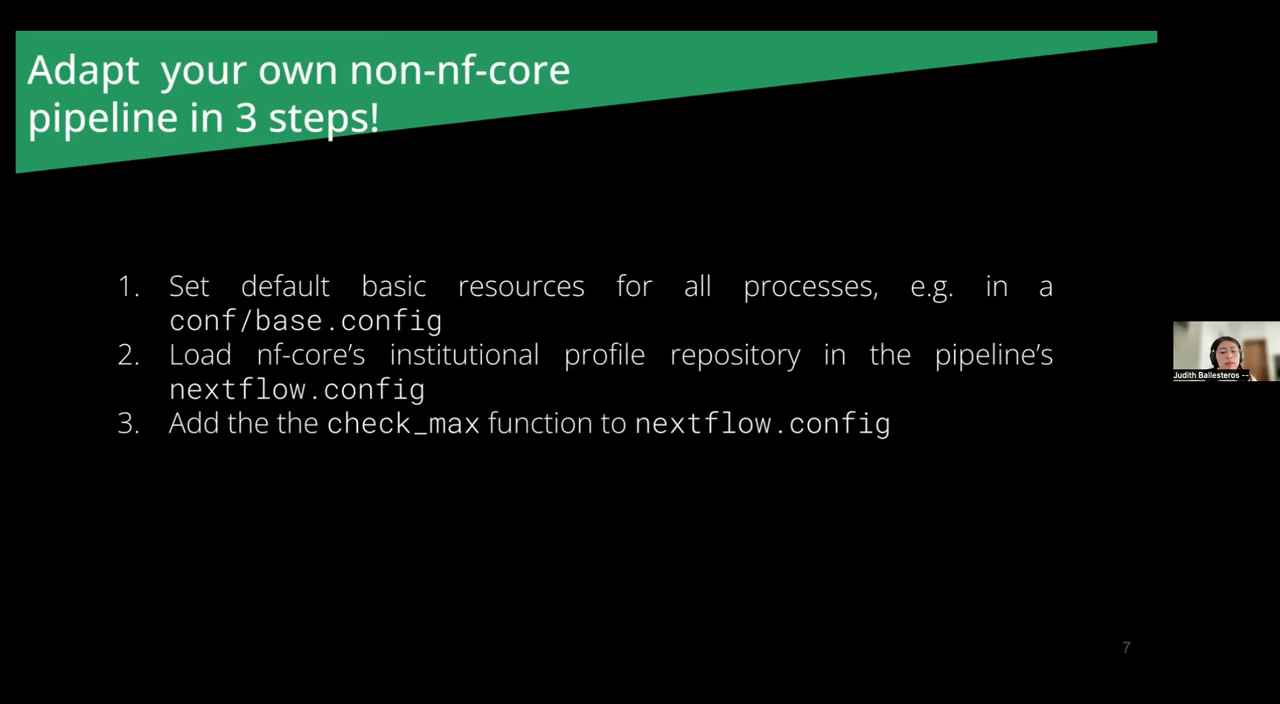 Adapt your own non-nf-core
pipeline in 3 steps!
1. Set default basic resources for all processes, e.g. in a
conf/base.config
2. Load nf-core’s institutional profile repository in the pipeline’s
nextflow.config
3. Add the the check_max function to nextflow.config
Judith Ballesteros --
7